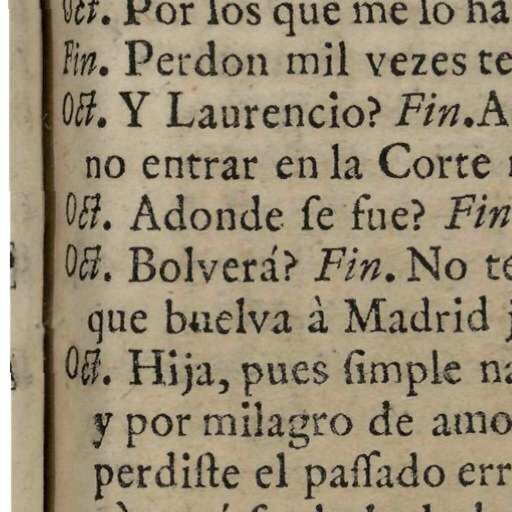 Oct. Por los que me lo ha
Fin. Perdon mil vezes te
Oct. Y Laurencio? Fin. A
no entrar en la Corte
Oct. Adonde ſe fue? Fin
Oct. Bolverá? Fin. No te
que buelva à Madrid j
Oct. Hija, pues ſimple na
y por milagro de amo
perdiſte el paſſado err